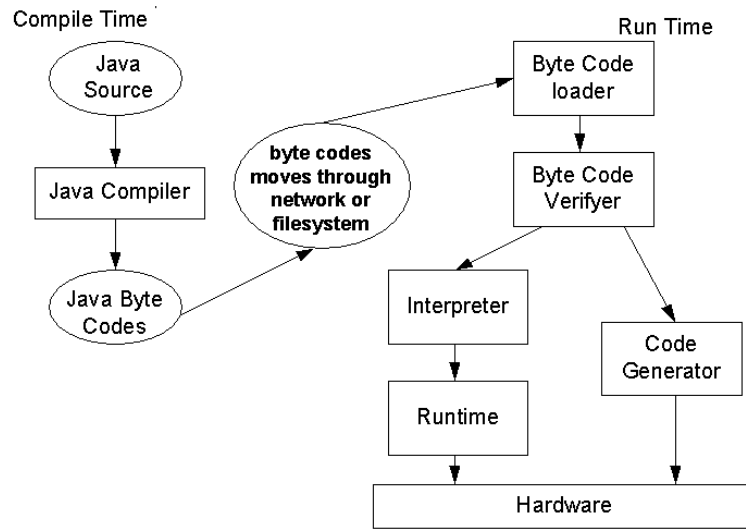 Compile Time
Java
Source
Java Compiler
Java Byte
Codes
byte codes
moves through
network or
filesystem
Run Time
Byte Code
loader
Byte Code
Verifyer
Interpreter
Runtime
Code
Generator
Hardware